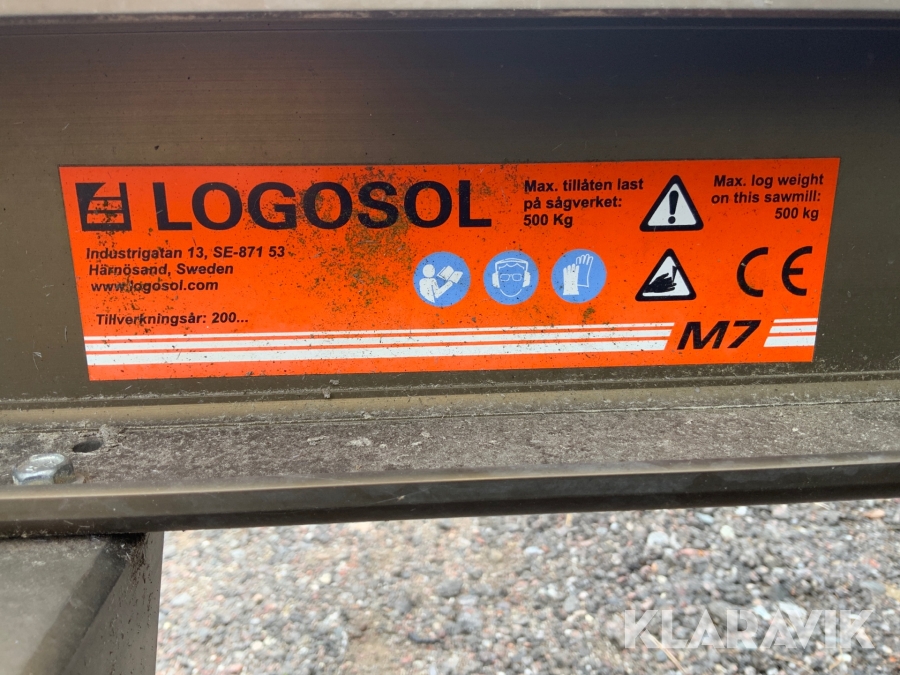 LOGOSOL
Industrigatan 13, SE-871 53
Härnösand, Sweden
www.logosol.com
Tillverkningsår: 200...
Max. tillåten last
på sågverket:
500 Kg
Max. log weight
on this sawmill:
500 kg
CE
M7
KLARAVIK